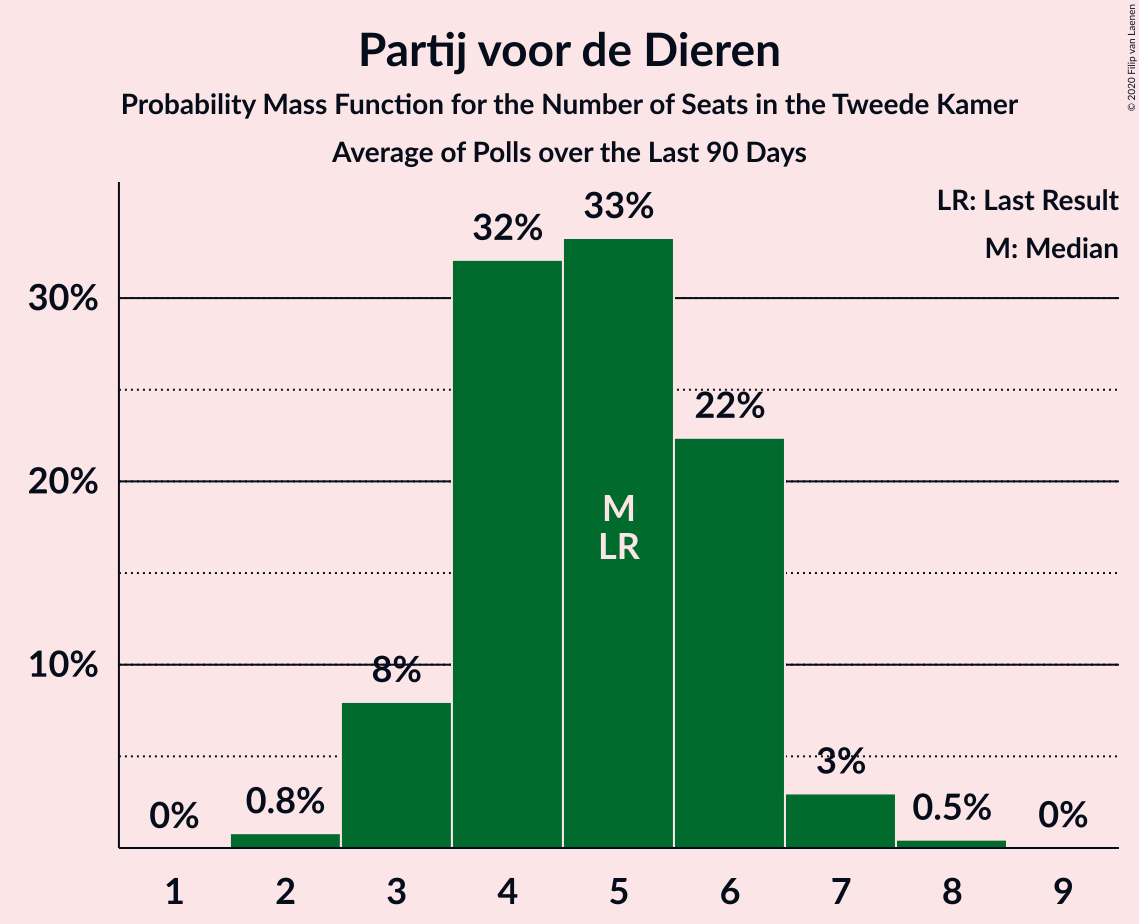 Partij voor de Dieren
Probability Mass Function for the Number of Seats in the Tweede Kamer
Average of Polls over the Last 90 Days
© 2020 Filip van Laenen
LR: Last Result
M: Median
30%
20%
10%
0%
0.8%
8%
32%
33%
22%
3%
0.5%
0%
M
LR
1 2 3 4 5 6 7 8 9